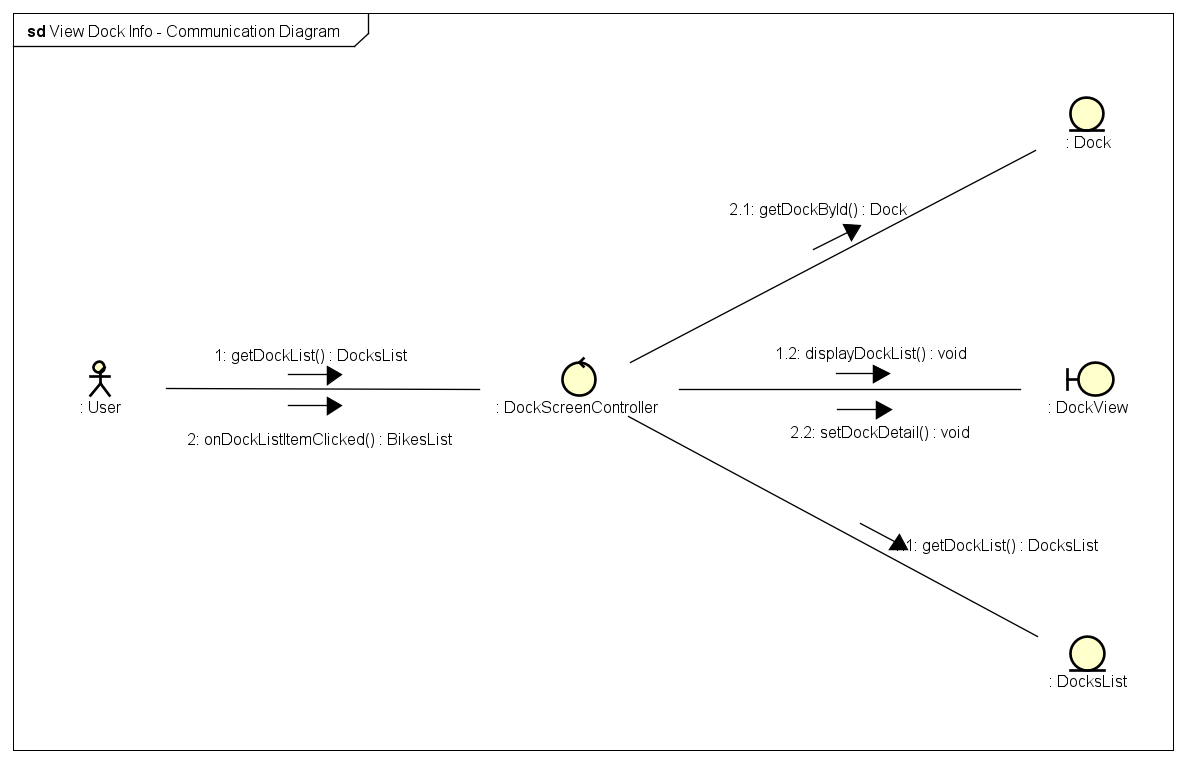 sd View Dock Info - Communication Diagram
: Dock
2.1: getDockById() : Dock
1: getDockList() : DocksList
1.2: displayDockList() : void
: User
: DockScreenController
: DockView
2: onDockListItemClicked() : BikesList
2.2: setDockDetail() : void
1: getDockList() : DocksList
: DocksList